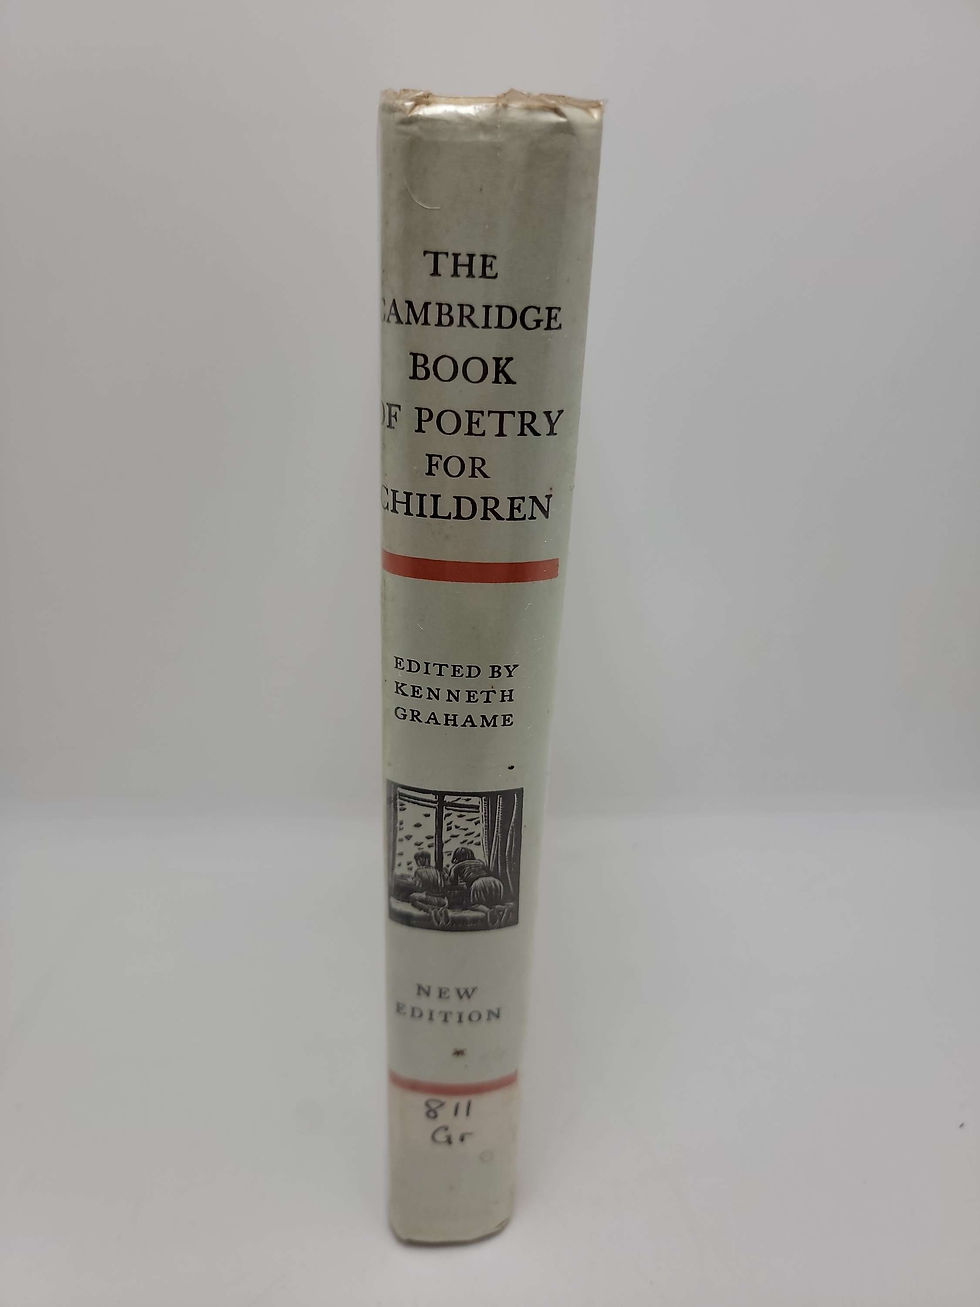 THE
CAMBRIDGE
BOOK
OF POETRY
FOR
CHILDREN
EDITED BY
KENNETH
GRAHAME
NEW
EDITION
811
Gr